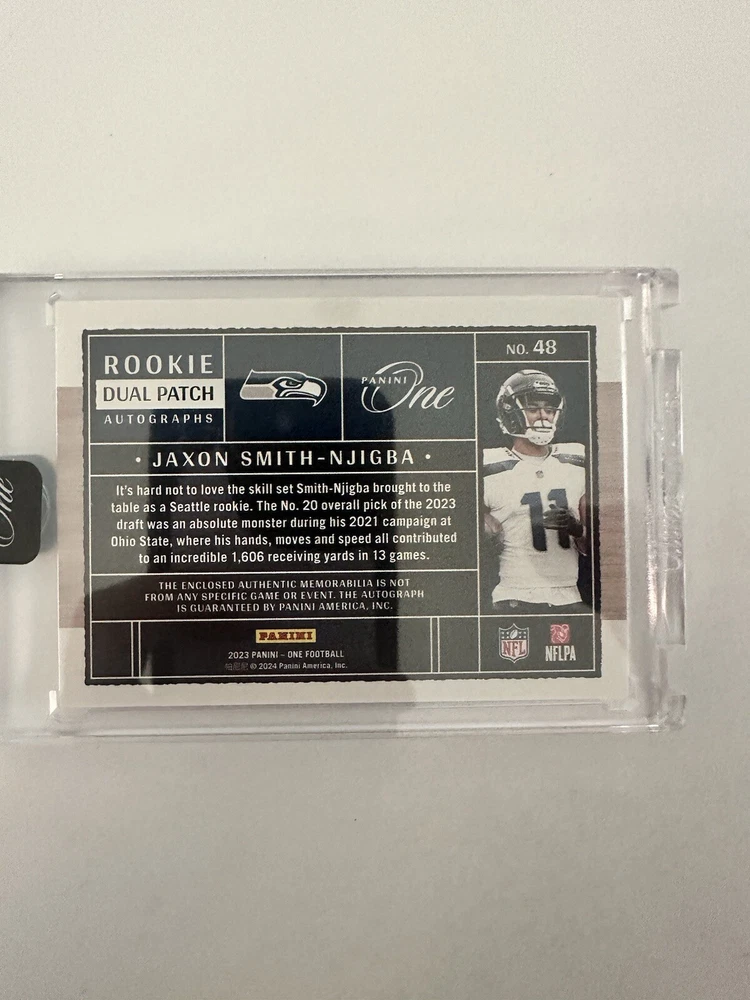 ROOKIE
DUAL PATCH
AUTOGRAPHS
PANINI
One
NO. 48
• JAXON SMITH-NJIGBA •
It's hard not to love the skill set Smith-Njigba brought to the
table as a Seattle rookie. The No. 20 overall pick of the 2023
draft was an absolute monster during his 2021 campaign at
Ohio State, where his hands, moves and speed all contributed
to an incredible 1,606 receiving yards in 13 games.
THE ENCLOSED AUTHENTIC MEMORABILIA IS NOT
FROM ANY SPECIFIC GAME OR EVENT. THE AUTOGRAPH
IS GUARANTEED BY PANINI AMERICA, INC.
11
PANINI
2023 PANINI – ONE FOOTBALL
帕尼尼 © 2024 Panini America, Inc.
NFL
NFLPA
One